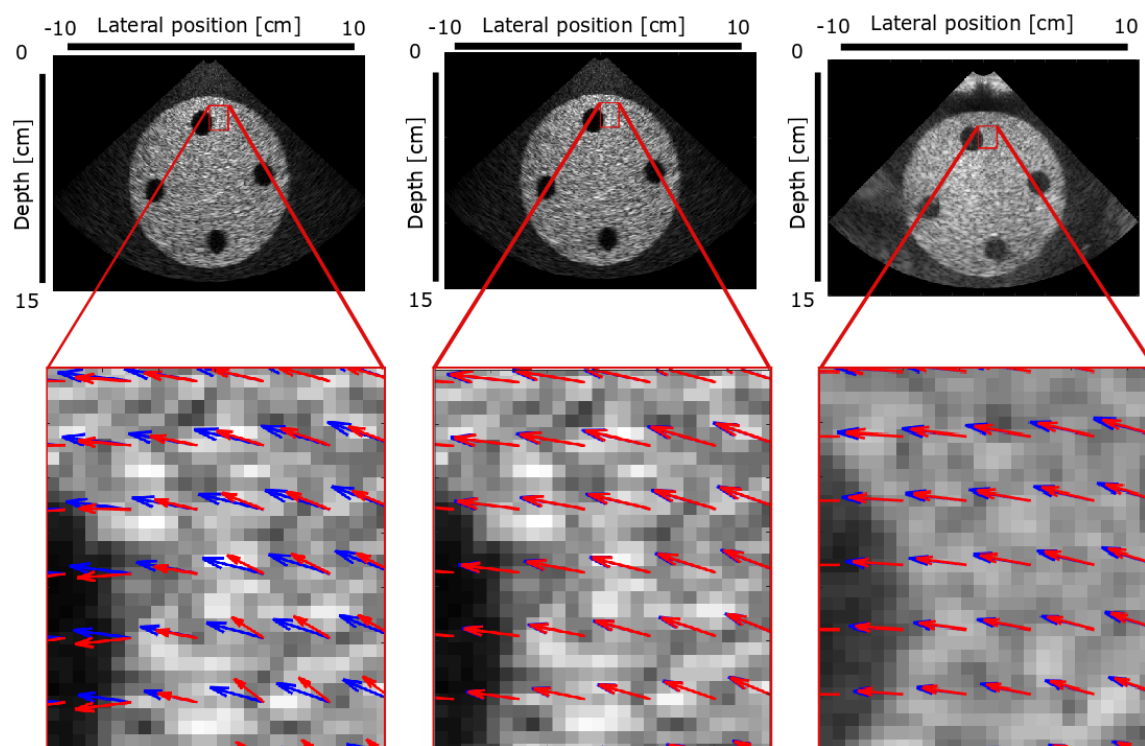 -10 Lateral position [cm] 10
0
Depth [cm]
15
-10 Lateral position [cm] 10
0
Depth [cm]
15
-10 Lateral position [cm] 10
0
Depth [cm]
15